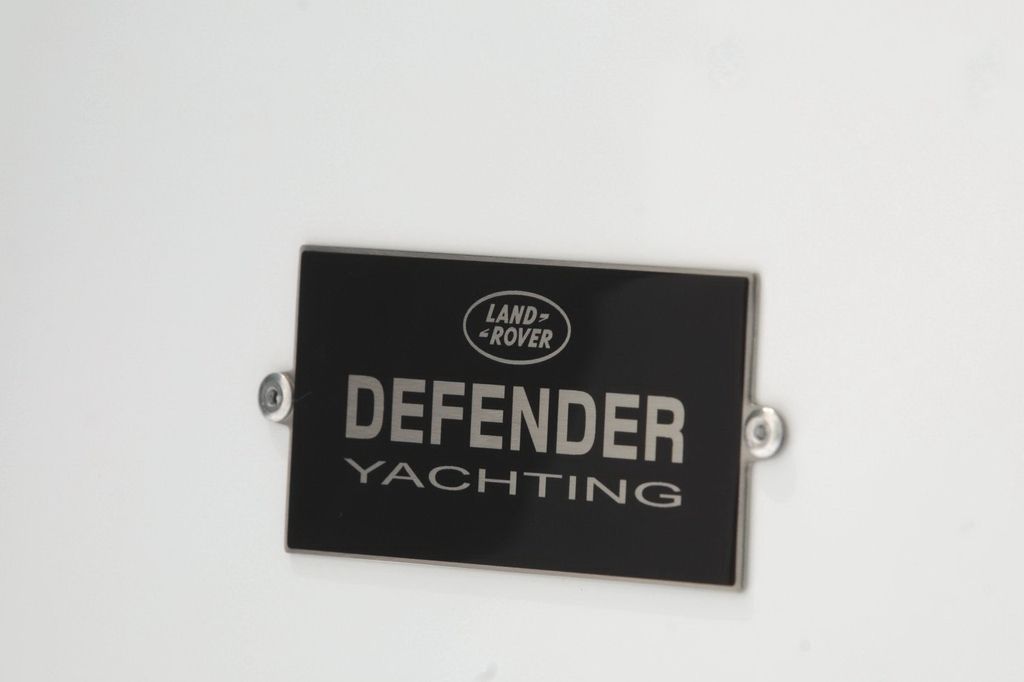 LAND
ROVER
DEFENDER
YACHTING